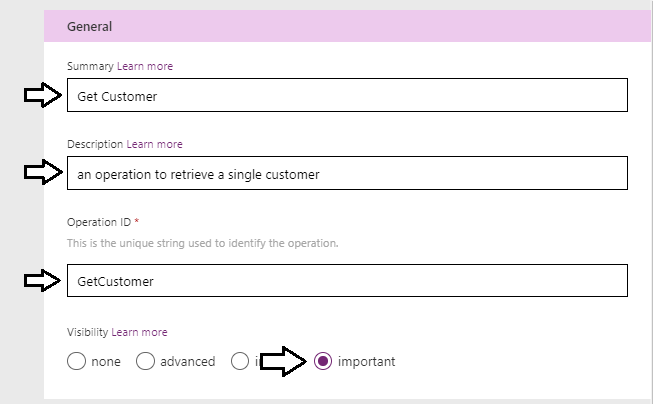 General
Summary Learn more
Get Customer
Description Learn more
an operation to retrieve a single customer
Operation ID *
This is the unique string used to identify the operation.
GetCustomer
Visibility Learn more
none advanced important